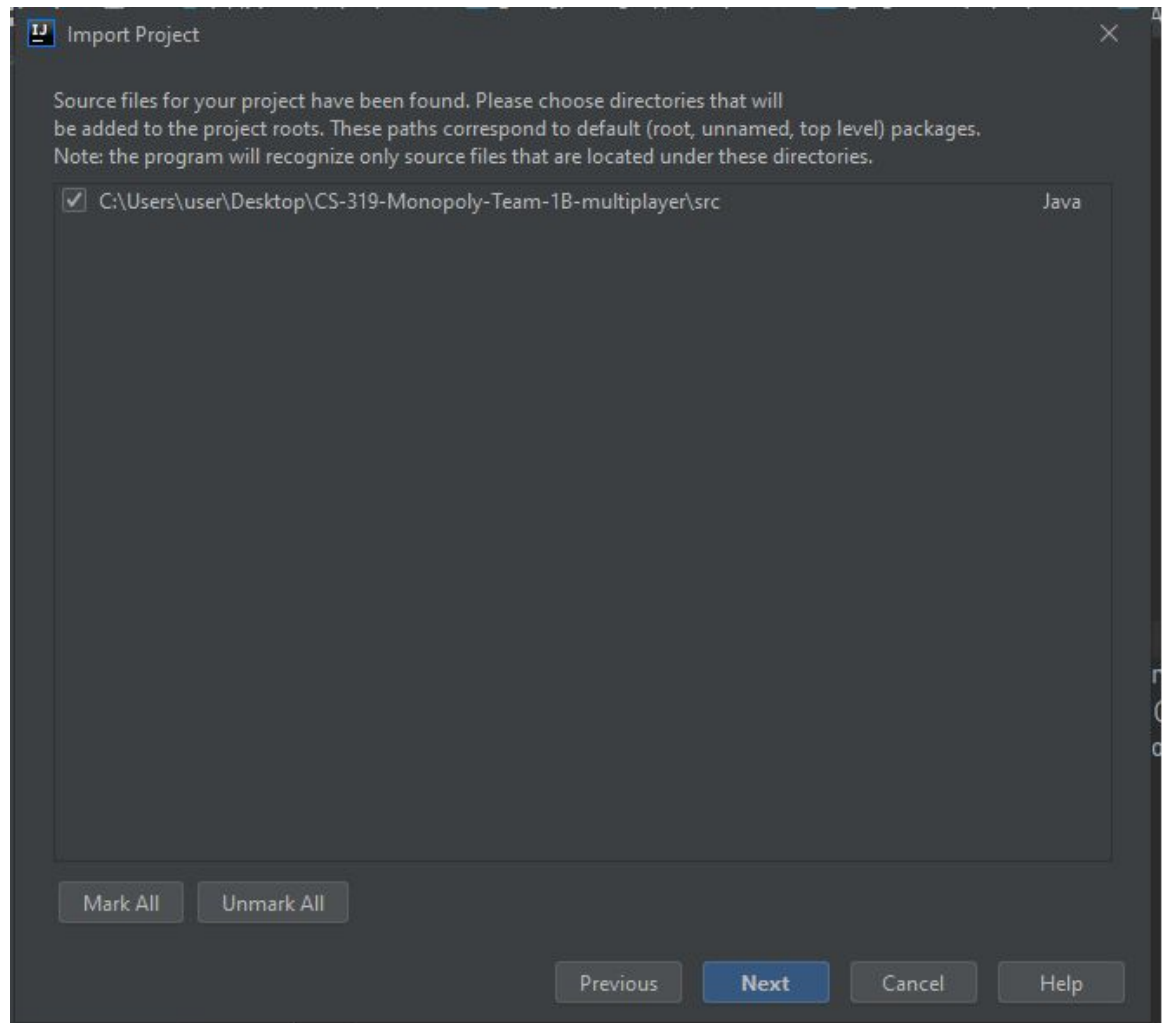 IJ Import Project
Source files for your project have been found. Please choose directories that will
be added to the project roots. These paths correspond to default (root, unnamed, top level) packages.
Note: the program will recognize only source files that are located under these directories.
C:\Users\user\Desktop\CS-319-Monopoly-Team-1B-multiplayer\src Java
Mark All Unmark All
Previous Next Cancel Help